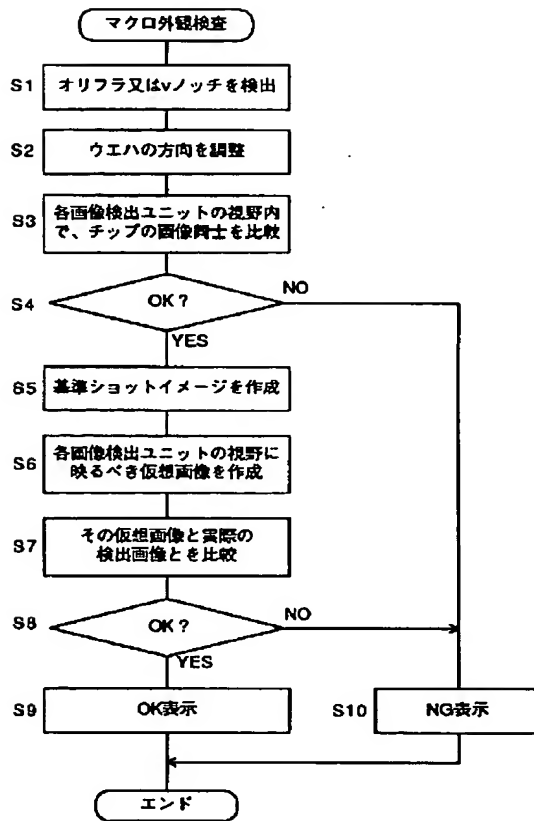 マクロ外観検査
S1 オリフラ又はvノッチを検出
S2 ウエハの方向を調整
S3 各画像検出ユニットの視野内
で、チップの画像同士を比較
S4 OK？ NO
YES
S5 基準ショットイメージを作成
S6 各画像検出ユニットの視野に
映るべき仮想画像を作成
S7 その仮想画像と実際の
検出画像とを比較
S8 OK？ NO
YES
S9 OK表示 S10 NG表示
エンド